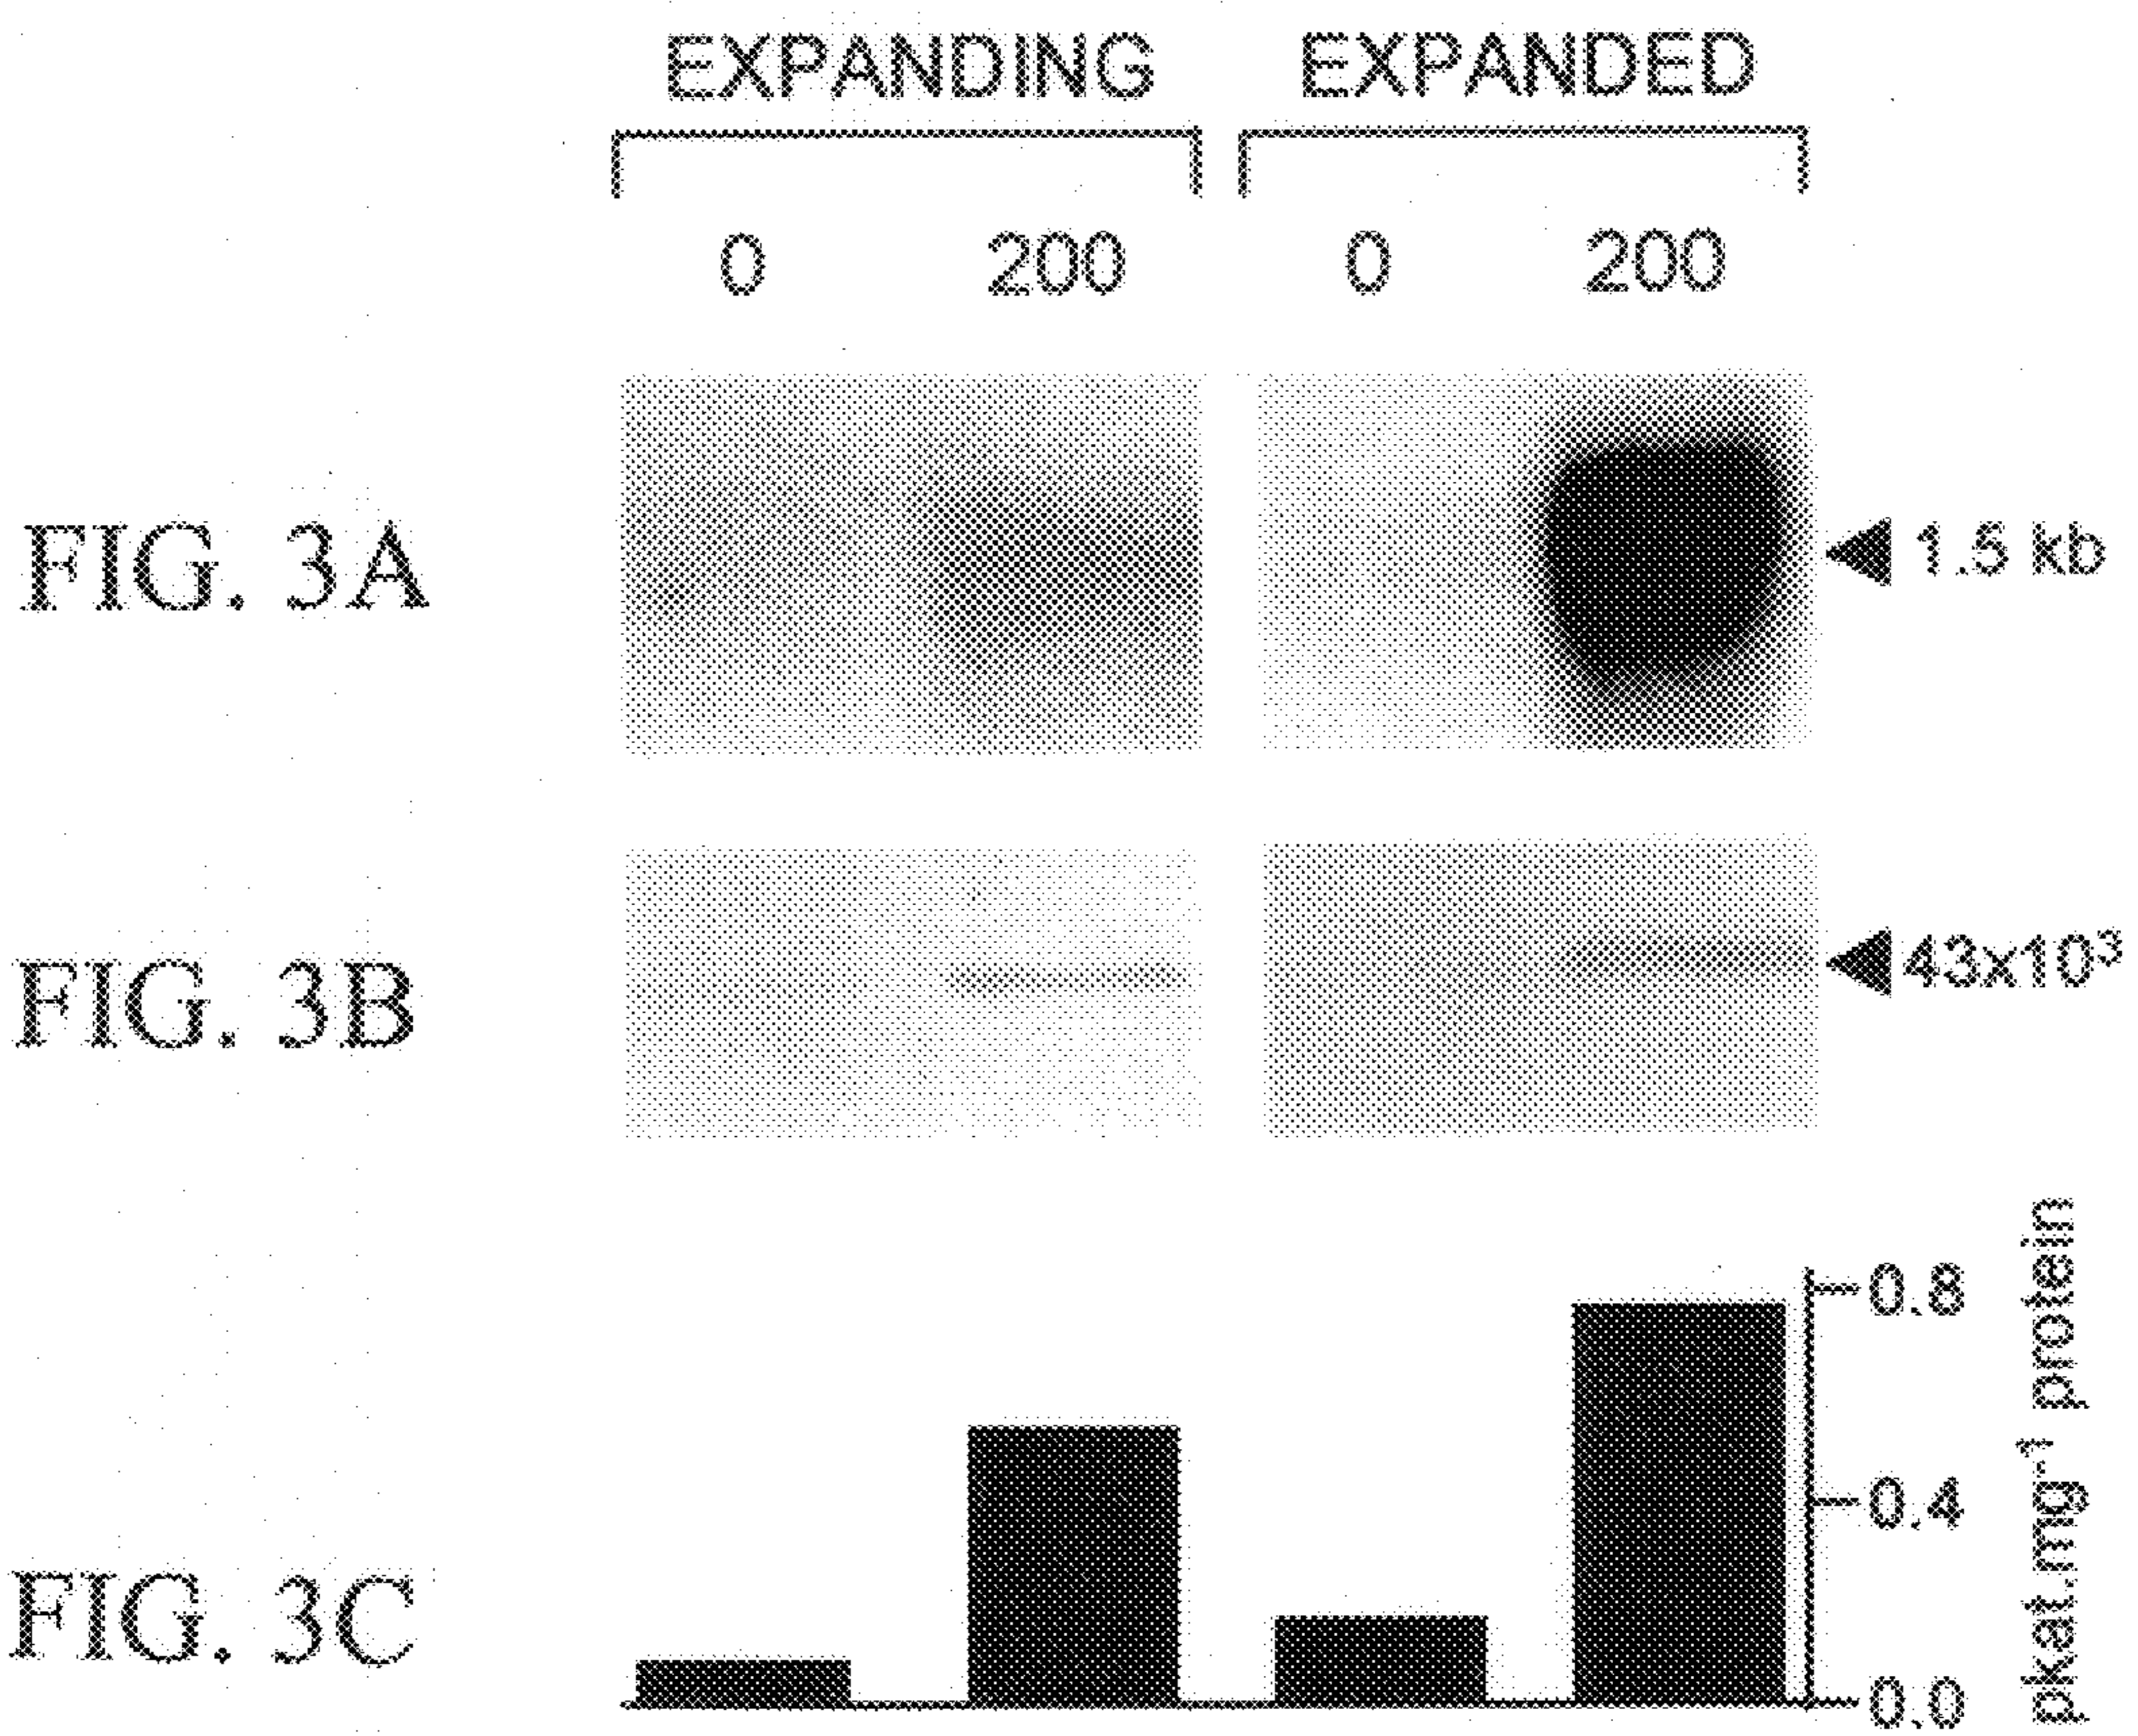 EXPANDING EXPANDED
0 200 0 200
FIG. 3A
1.5 kb
FIG. 3B
43x10³
FIG. 3C
0.8
0.4
0.0
pkat.mg⁻¹ protein